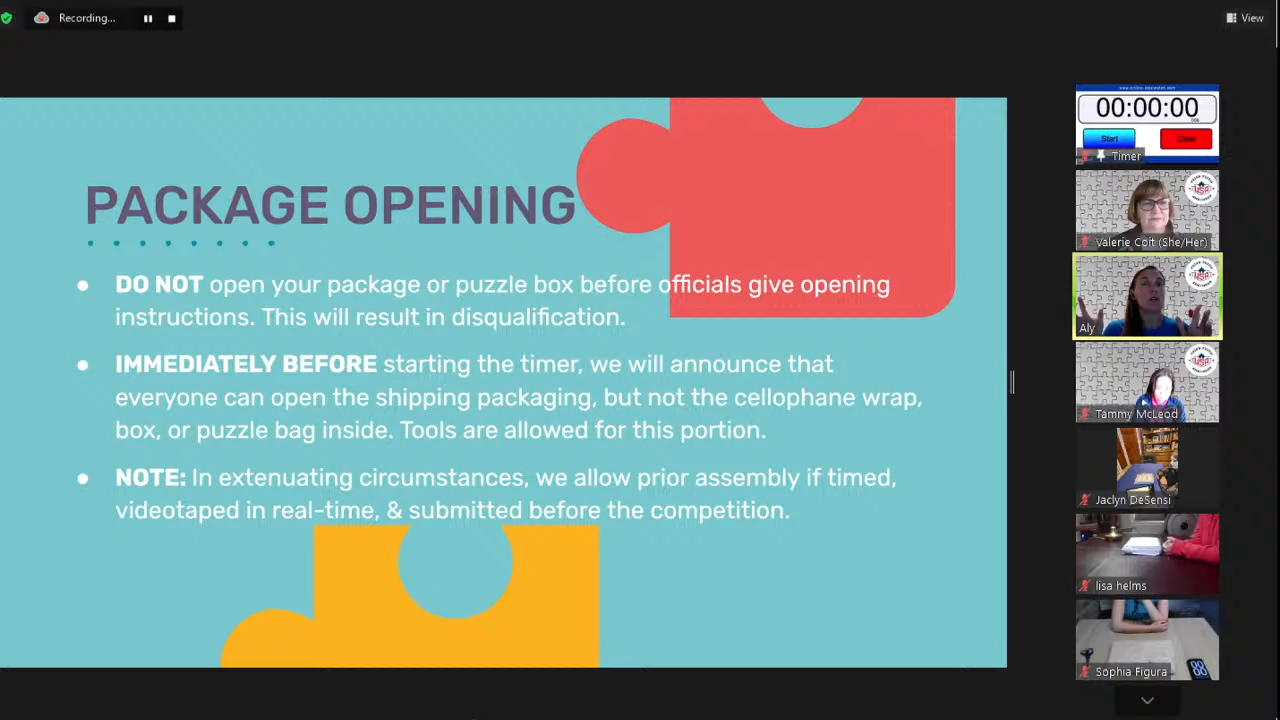 Recording...
View
PACKAGE OPENING
DO NOT open your package or puzzle box before officials give opening
instructions. This will result in disqualification.
IMMEDIATELY BEFORE starting the timer, we will announce that
everyone can open the shipping packaging, but not the cellophane wrap,
box, or puzzle bag inside. Tools are allowed for this portion.
NOTE: In extenuating circumstances, we allow prior assembly if timed,
videotaped in real-time, & submitted before the competition.
00:00:00
Start
Clear
Timer
USA
Valerie Coit (She/Her)
USA
Aly
USA
Tammy McLeod
Jaclyn DeSensi
lisa helms
Sophia Figura